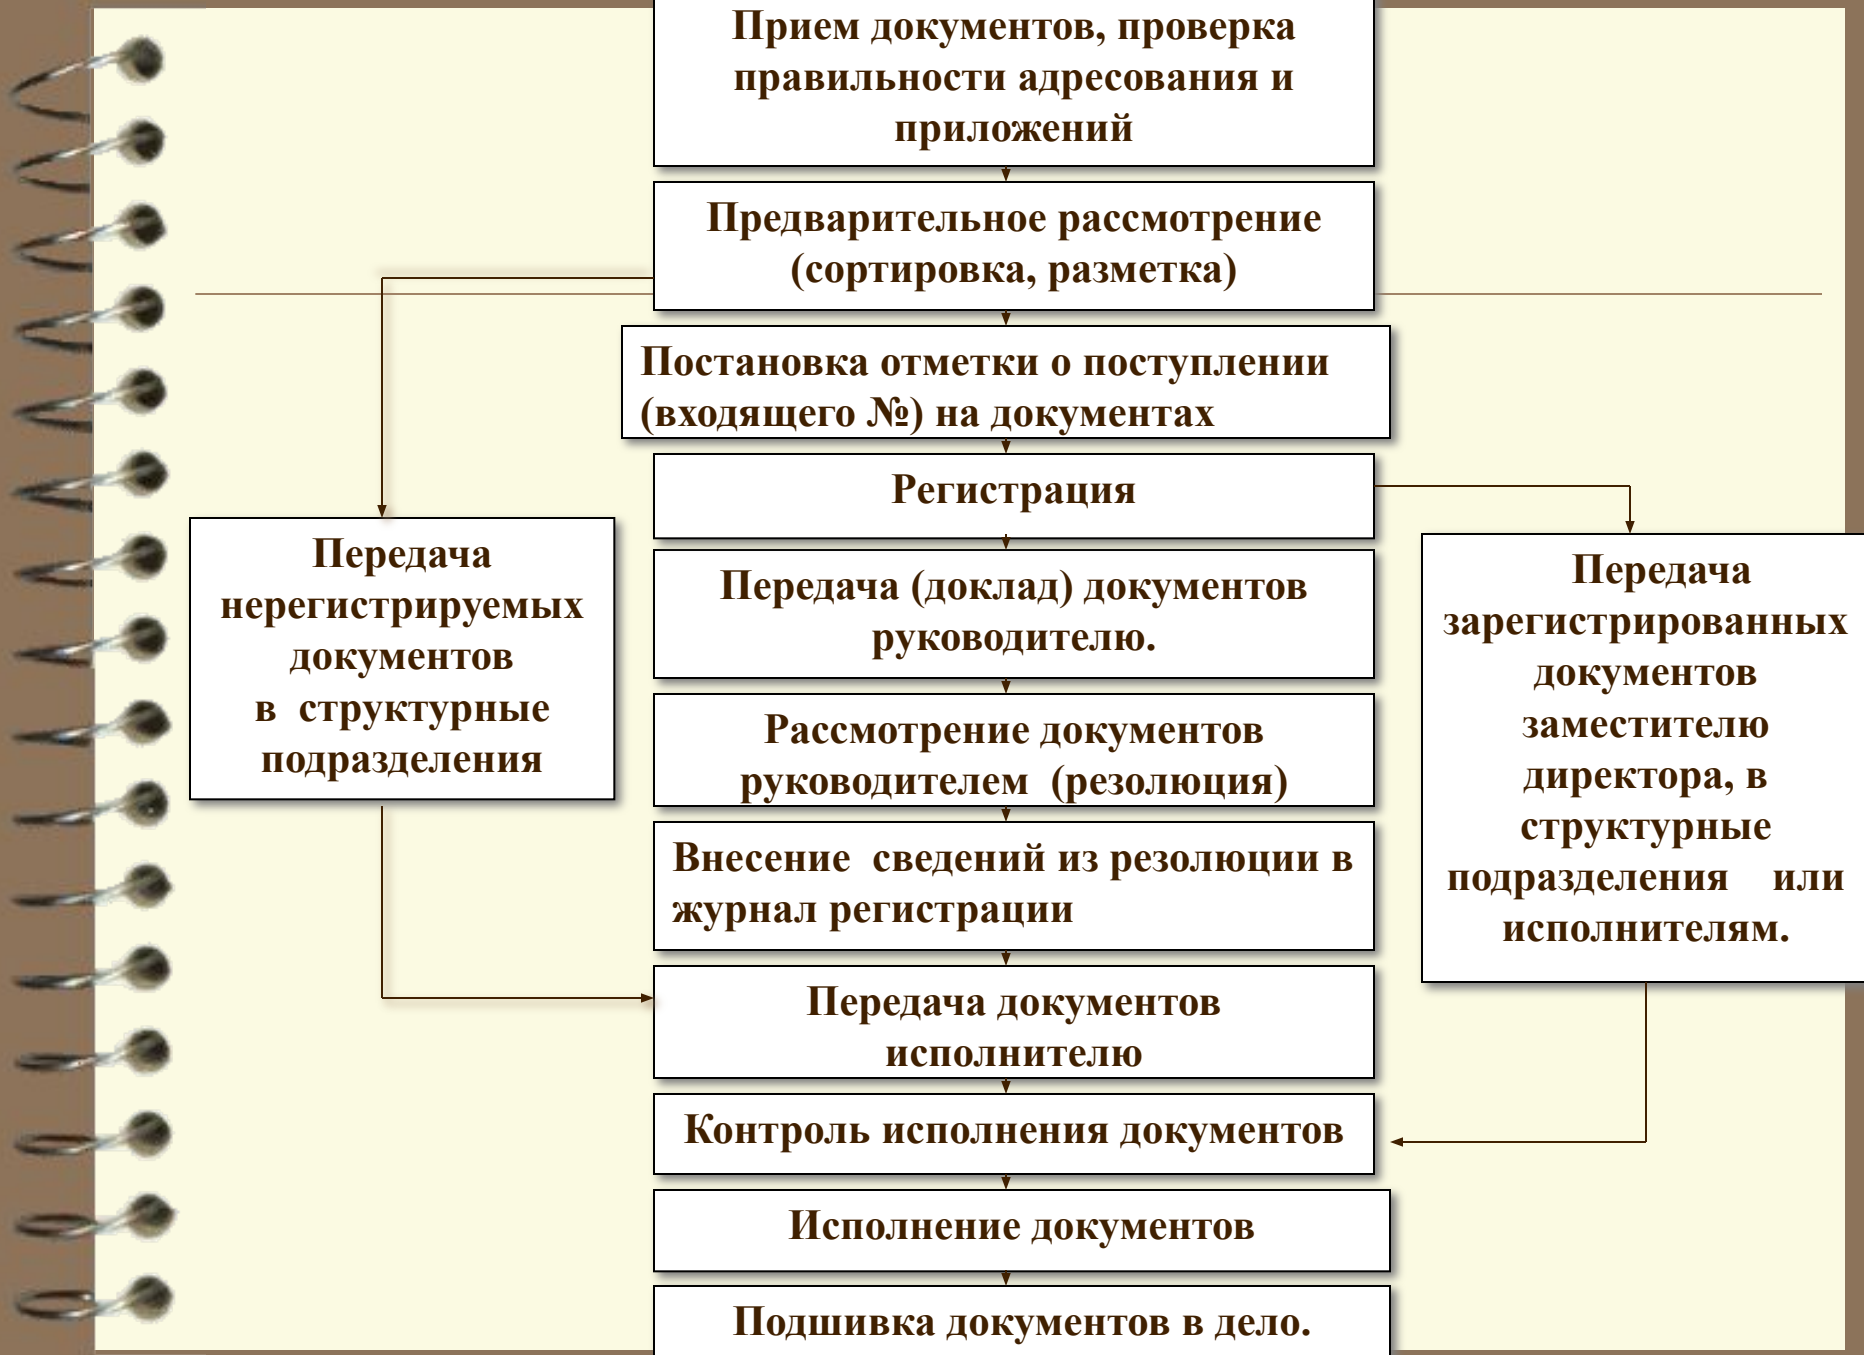 Прием документов, проверка
правильности адресования и
приложений
Предварительное рассмотрение
(сортировка, разметка)
Постановка отметки о поступлении
(входящего №) на документах
Регистрация
Передача
нерегистрируемых
документов
в структурные
подразделения
Передача (доклад) документов
руководителю.
Рассмотрение документов
руководителем (резолюция)
Внесение сведений из резолюции в
журнал регистрации
Передача
зарегистрированных
документов
заместителю
директора, в
структурные
подразделения или
исполнителям.
Передача документов
исполнителю
Контроль исполнения документов
Исполнение документов
Подшивка документов в дело.